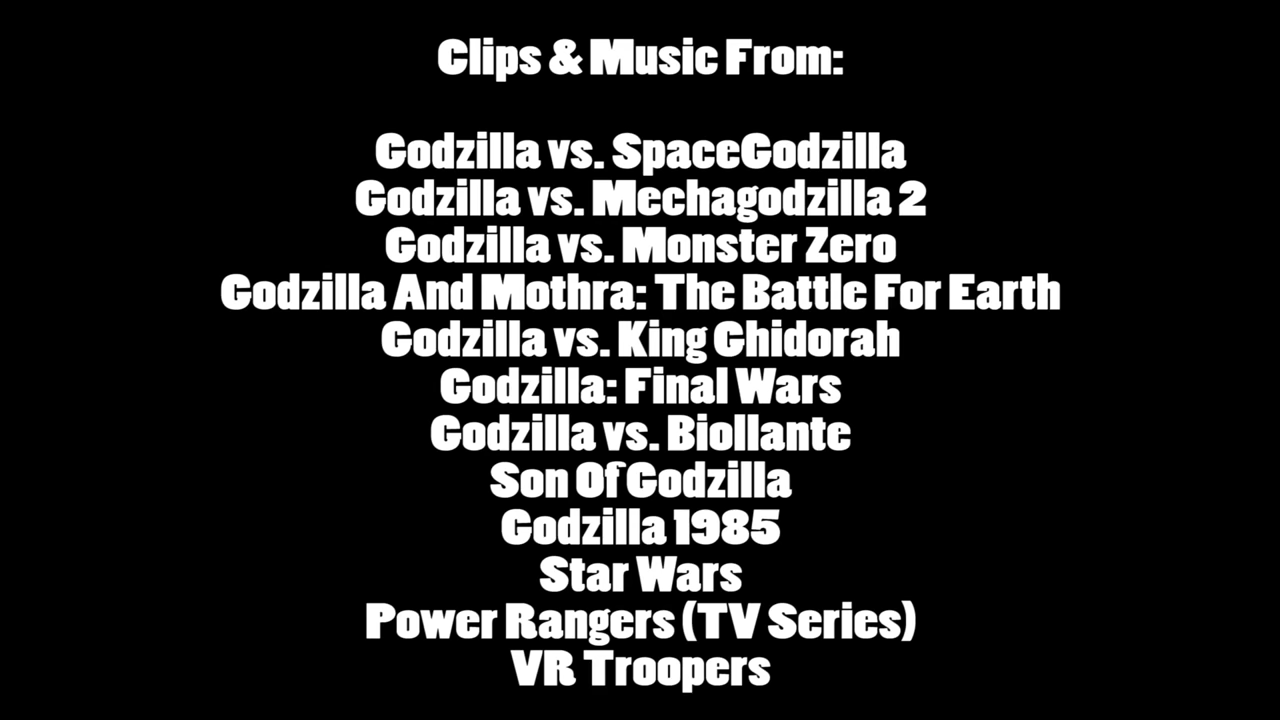 Clips & Music From:
Godzilla vs. SpaceGodzilla
Godzilla vs. Mechagodzilla 2
Godzilla vs. Monster Zero
Godzilla And Mothra: The Battle For Earth
Godzilla vs. King Ghidorah
Godzilla: Final Wars
Godzilla vs. Biollante
Son Of Godzilla
Godzilla 1985
Star Wars
Power Rangers (TV Series)
VR Troopers